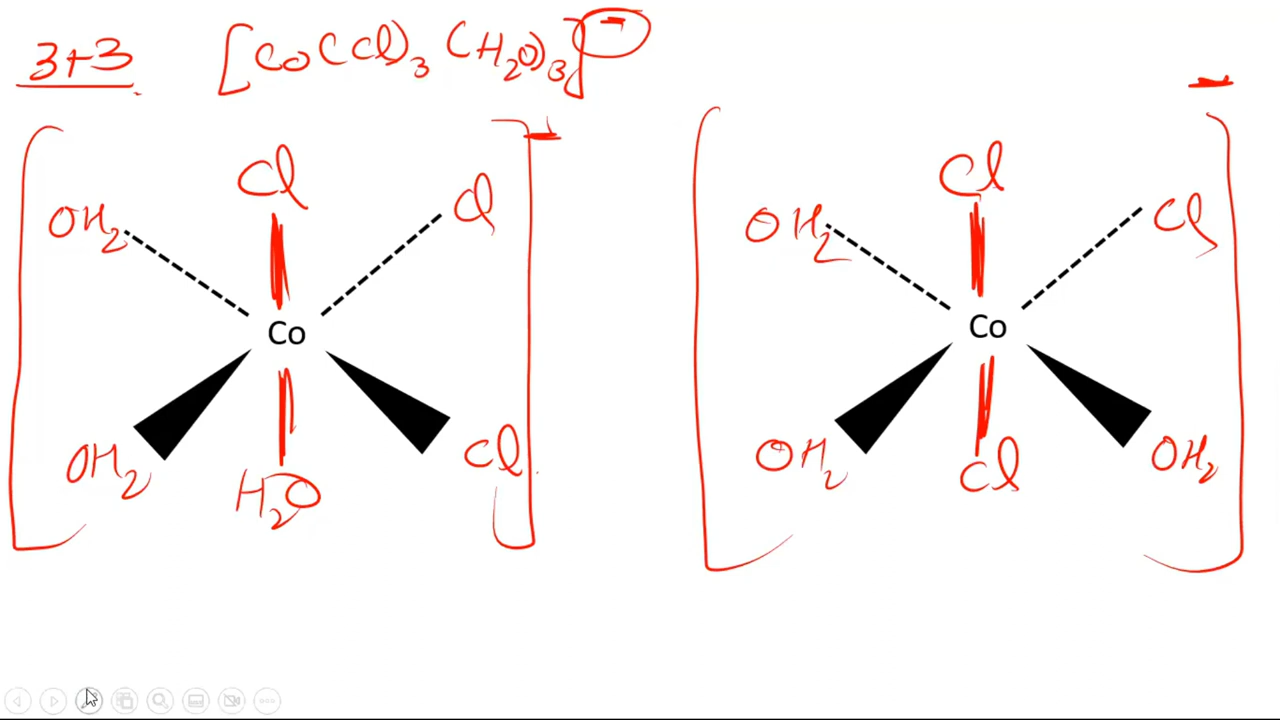 3+3 [Co(Cl)3(H2O)3]-
Cl
OH2 Cl
Co
OH2 Cl
H2O
-
-
Cl
OH2 Cl
Co
OH2 OH2
Cl